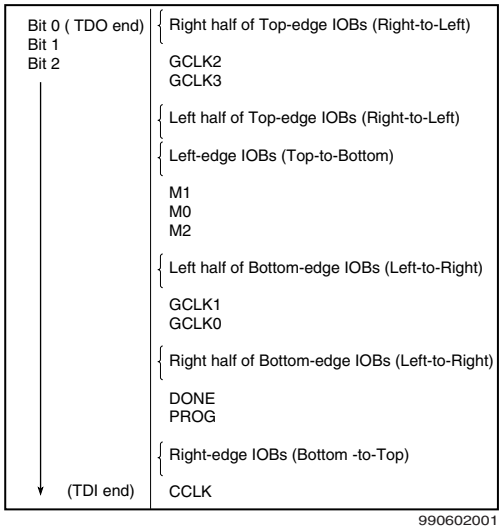 Bit 0 ( TDO end) Right half of Top-edge IOBs (Right-to-Left)
Bit 1
Bit 2 GCLK2
GCLK3
Left half of Top-edge IOBs (Right-to-Left)
Left-edge IOBs (Top-to-Bottom)
M1
M0
M2
Left half of Bottom-edge IOBs (Left-to-Right)
GCLK1
GCLK0
Right half of Bottom-edge IOBs (Left-to-Right)
DONE
PROG
Right-edge IOBs (Bottom -to-Top)
(TDI end) CCLK
990602001